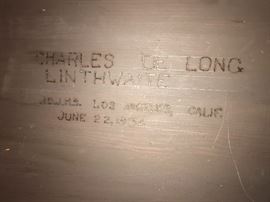 CHARLES DE LONG
LINTHWAITE
LOS ANGELES, CALIF
JUNE 22,